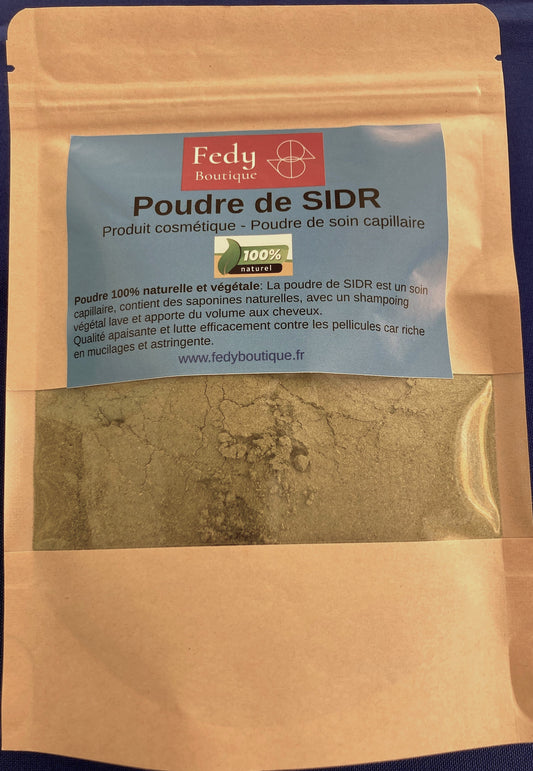 Fedy
Boutique
Poudre de SIDR
Produit cosmétique - Poudre de soin capillaire
100%
naturel
Poudre 100% naturelle et végétale: La poudre de SIDR est un soin
capillaire, contient des saponines naturelles, avec un shampoing
végétal lave et apporte du volume aux cheveux.
Qualité apaisante et lutte efficacement contre les pellicules car riche
en mucilages et astringente.
www.fedyboutique.fr